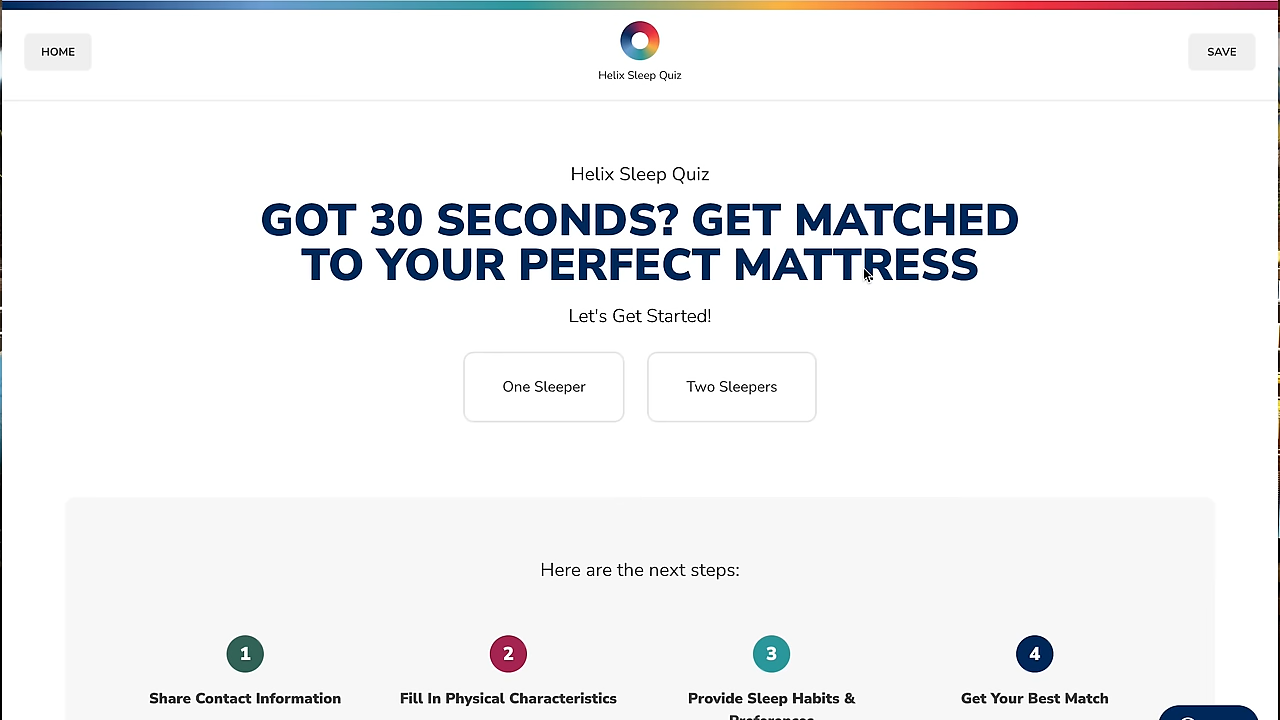 HOME
Helix Sleep Quiz
SAVE
Helix Sleep Quiz
GOT 30 SECONDS? GET MATCHED
TO YOUR PERFECT MATTRESS
Let's Get Started!
One Sleeper
Two Sleepers
Here are the next steps:
1
2
3
4
Share Contact Information
Fill In Physical Characteristics
Provide Sleep Habits &
Preferences
Get Your Best Match